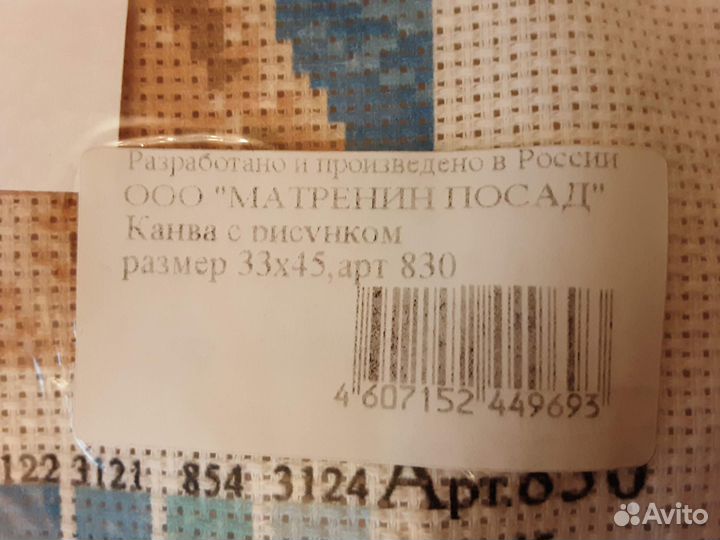 Разработано и произведено в России
ООО "МАТРЕНИН ПОСАД"
Канва с рисунком
размер 33х45,арт 830
4 607152 449693
122 3121 854 3124 Арт.830
Avito